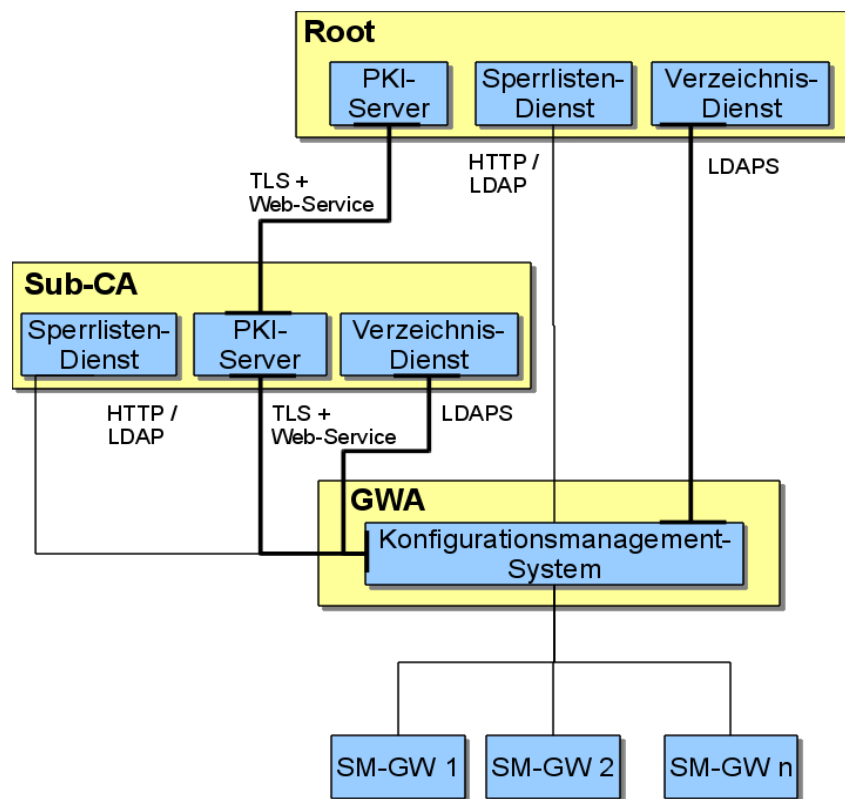 Root
PKI-
Server
Sperrlisten-
Dienst
Verzeichnis-
Dienst
TLS +
Web-Service
HTTP /
LDAP
LDAPS
Sub-CA
Sperrlisten-
Dienst
PKI-
Server
Verzeichnis-
Dienst
HTTP /
LDAP
TLS +
Web-Service
LDAPS
GWA
Konfigurationsmanagement-
System
SM-GW 1
SM-GW 2
SM-GW n